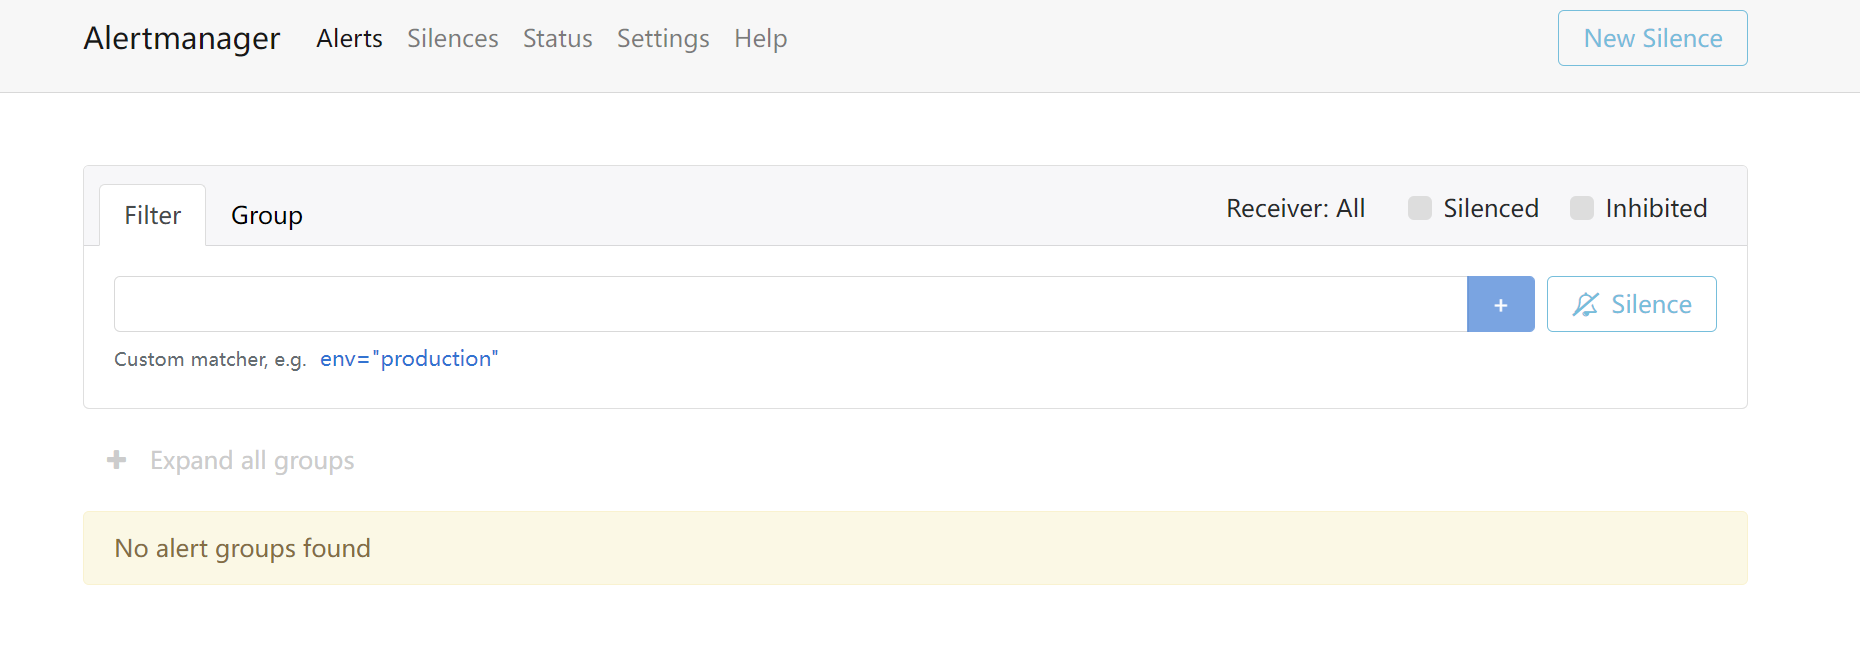 Alertmanager Alerts Silences Status Settings Help New Silence
Filter Group Receiver: All Silenced Inhibited
+ Silence
Custom matcher, e.g. env="production"
+ Expand all groups
No alert groups found